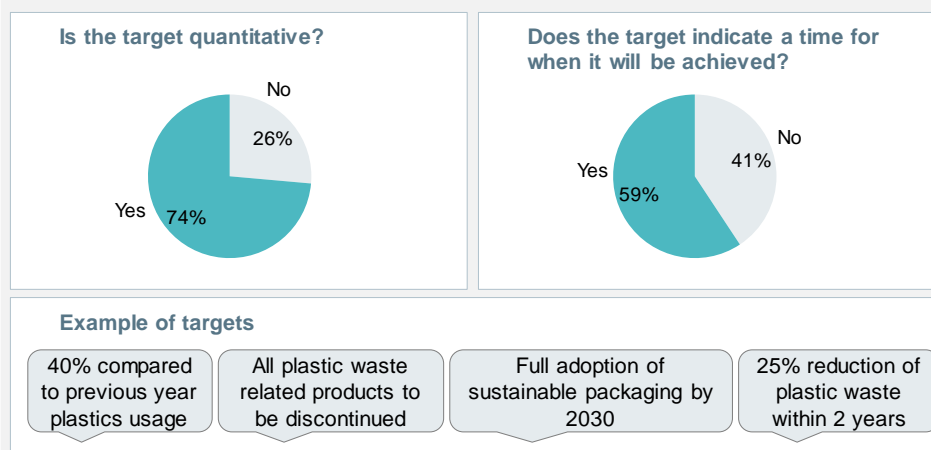 Is the target quantitative?
No
26%
Yes
74%
Does the target indicate a time for
when it will be achieved?
No
41%
Yes
59%
Example of targets
40% compared
to previous year
plastics usage
All plastic waste
related products to
be discontinued
Full adoption of
sustainable packaging by
2030
25% reduction of
plastic waste
within 2 years